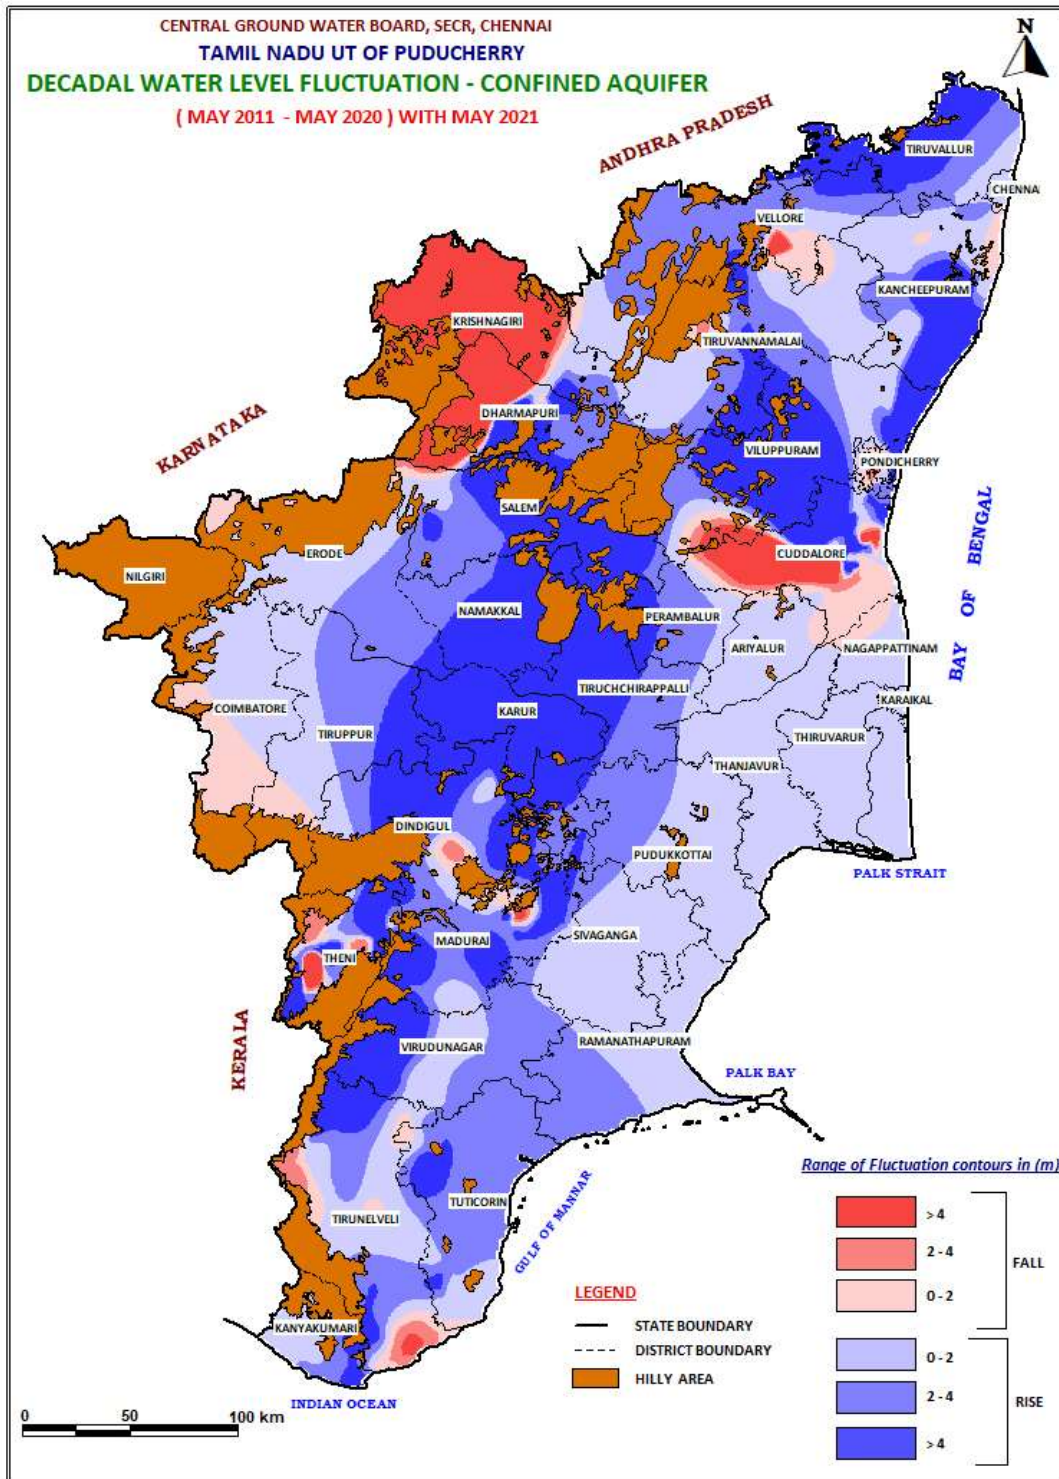 CENTRAL GROUND WATER BOARD, SECR, CHENNAI
TAMIL NADU UT OF PUDUCHERRY
DECADAL WATER LEVEL FLUCTUATION - CONFINED AQUIFER
( MAY 2011 - MAY 2020 ) WITH MAY 2021
N
ANDHRA PRADESH
TIRUVALLUR
CHENNA
VELLORE
KANCHEEPURAM
KRISHNAGIRI
TIRUVANNAMALAI
KARNATAKA
DHARMAPURI
VILUPPURAM
PONDICHERRY
SALEM
BAY OF BENGAL
ERODE
CUDDALORE
NILGIRI
NAMAKKAL
PERAMBALUR
ARIYALUR
NAGAPPATTINAM
TIRUCHCHIRAPPALLI
KARAIKAL
COIMBATORE
KARUR
TIRUPPUR
THIRUVARUR
THANJAVUR
DINDIGUL
PUDUKKOTTAI
PALK STRAIT
MADURAI
SIVAGANGA
THENI
KERALA
VIRUDUNAGAR
RAMANATHAPURAM
PALK BAY
TUTICORIN
TIRUNELVELI
GULF OF MANNAR
KANYAKUMARI
INDIAN OCEAN
0 50 100 km
LEGEND
STATE BOUNDARY
DISTRICT BOUNDARY
HILLY AREA
Range of Fluctuation contours in (m)
>4
2-4
FALL
0-2
0-2
2-4
RISE
>4